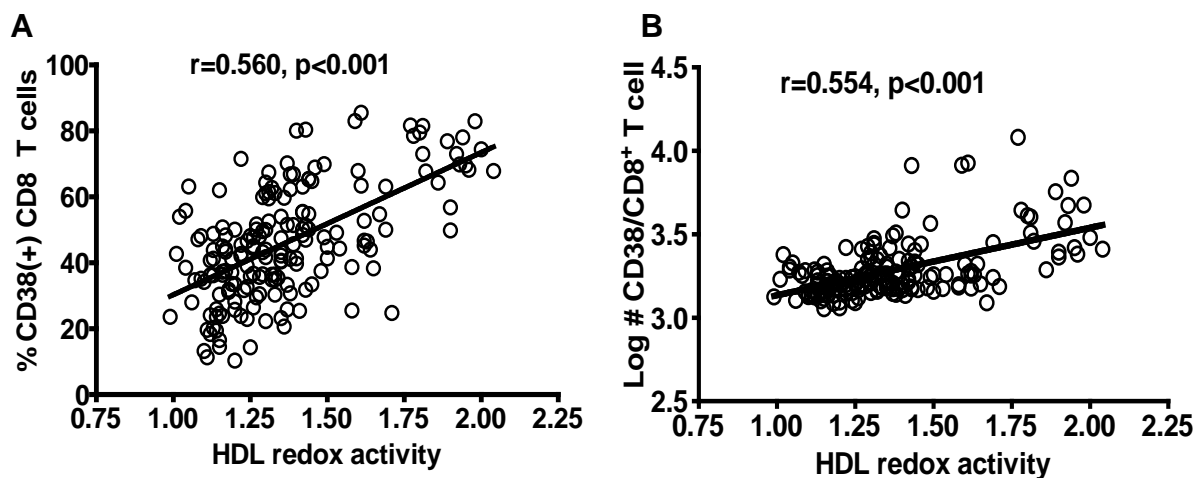 A
r=0.560, p<0.001
% CD38(+) CD8 T cells
100
80
60
40
20
0
0.75 1.00 1.25 1.50 1.75 2.00 2.25
HDL redox activity
B
r=0.554, p<0.001
Log # CD38/CD8⁺ T cell
4.5
4.0
3.5
3.0
2.5
0.75 1.00 1.25 1.50 1.75 2.00 2.25
HDL redox activity